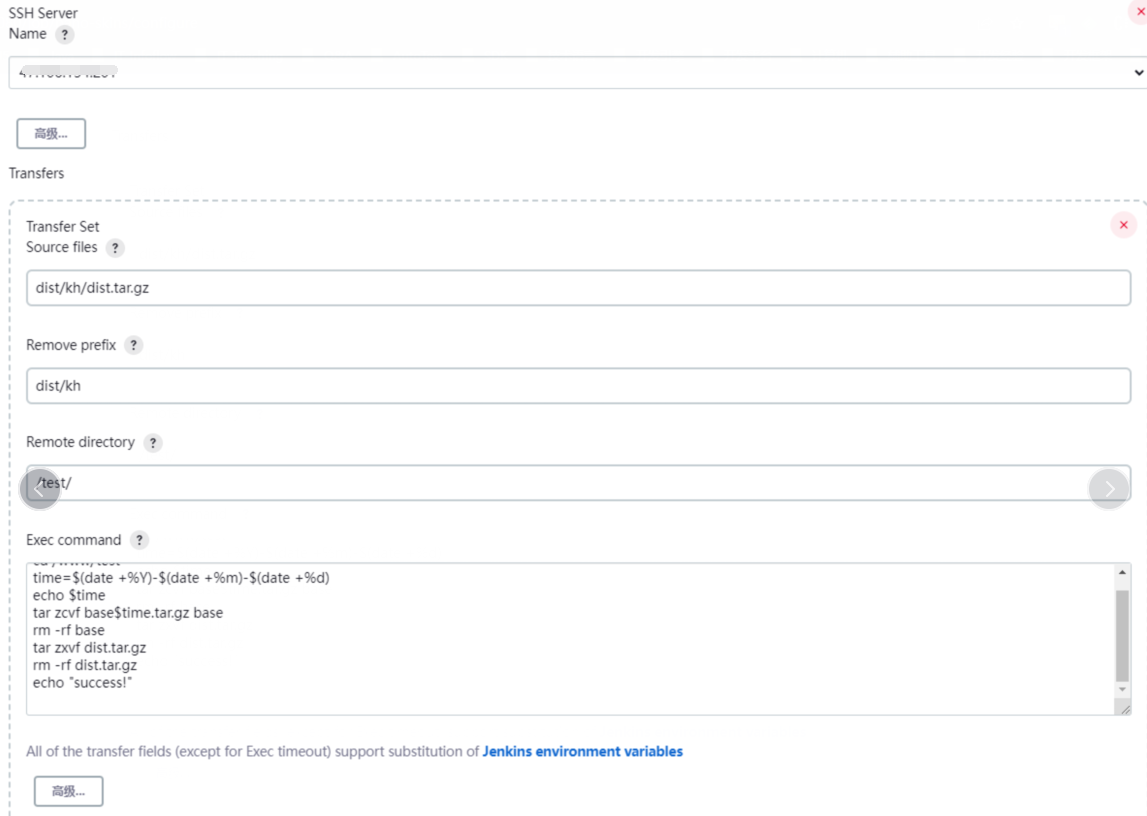 SSH Server
Name ?
高级...
Transfers
Transfer Set
Source files ?
dist/kh/dist.tar.gz
Remove prefix ?
dist/kh
Remote directory ?
/test/
Exec command ?
time=$(date +%Y)-$(date +%m)-$(date +%d)
echo $time
tar zcvf base$time.tar.gz base
rm -rf base
tar zxvf dist.tar.gz
rm -rf dist.tar.gz
echo "success!"
All of the transfer fields (except for Exec timeout) support substitution of Jenkins environment variables
高级...